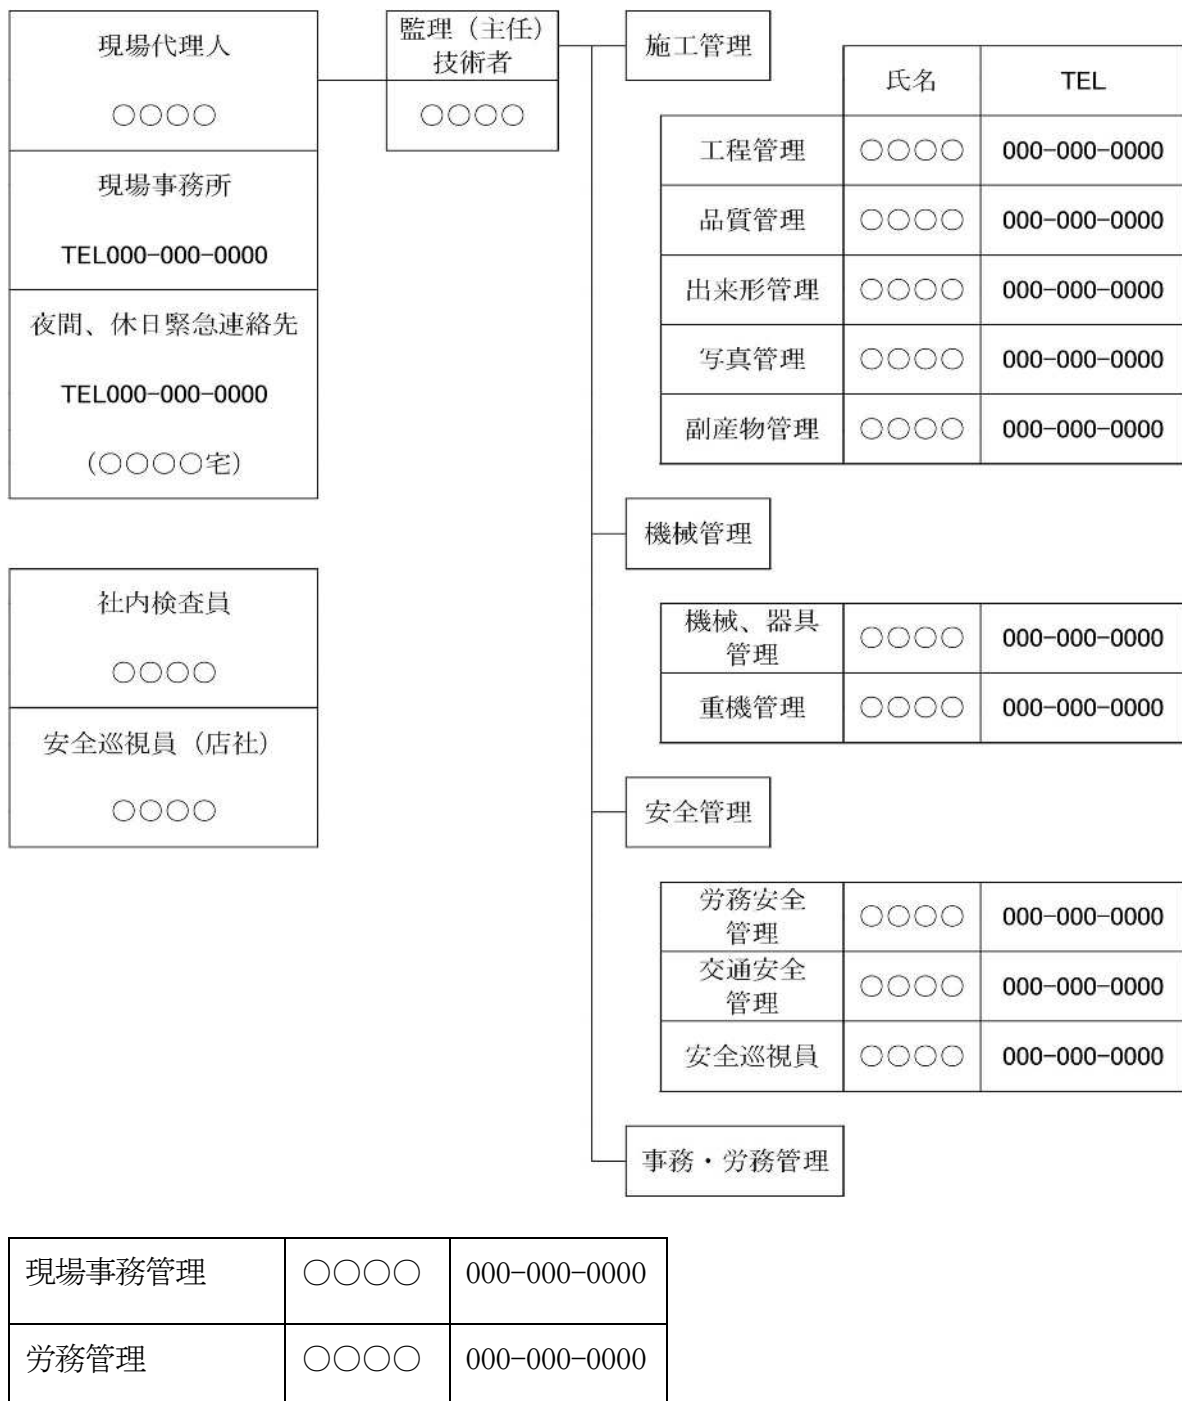 現場代理人
○○○○
現場事務所
TEL000-000-0000
夜間、休日緊急連絡先
TEL000-000-0000
(○○○○宅)
社内検査員
○○○○
安全巡視員（店社）
○○○○
監理（主任）
技術者
○○○○
施工管理
氏名 TEL
工程管理 ○○○○ 000-000-0000
品質管理 ○○○○ 000-000-0000
出来形管理 ○○○○ 000-000-0000
写真管理 ○○○○ 000-000-0000
副産物管理 ○○○○ 000-000-0000
機械管理
機械、器具
管理 ○○○○ 000-000-0000
重機管理 ○○○○ 000-000-0000
安全管理
労務安全
管理 ○○○○ 000-000-0000
交通安全
管理 ○○○○ 000-000-0000
安全巡視員 ○○○○ 000-000-0000
事務・労務管理
現場事務管理 ○○○○ 000-000-0000
労務管理 ○○○○ 000-000-0000